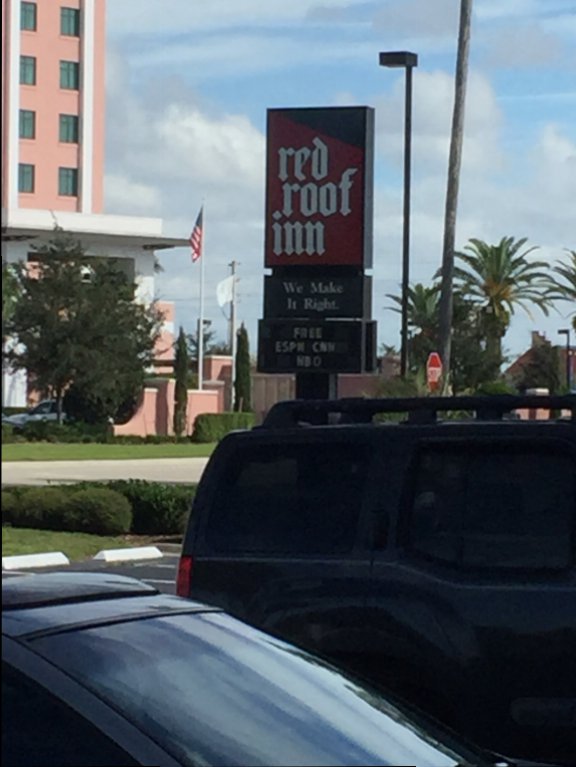 red
roof
inn
We Make
It Right.
FREE
ESPN CNN
HBO